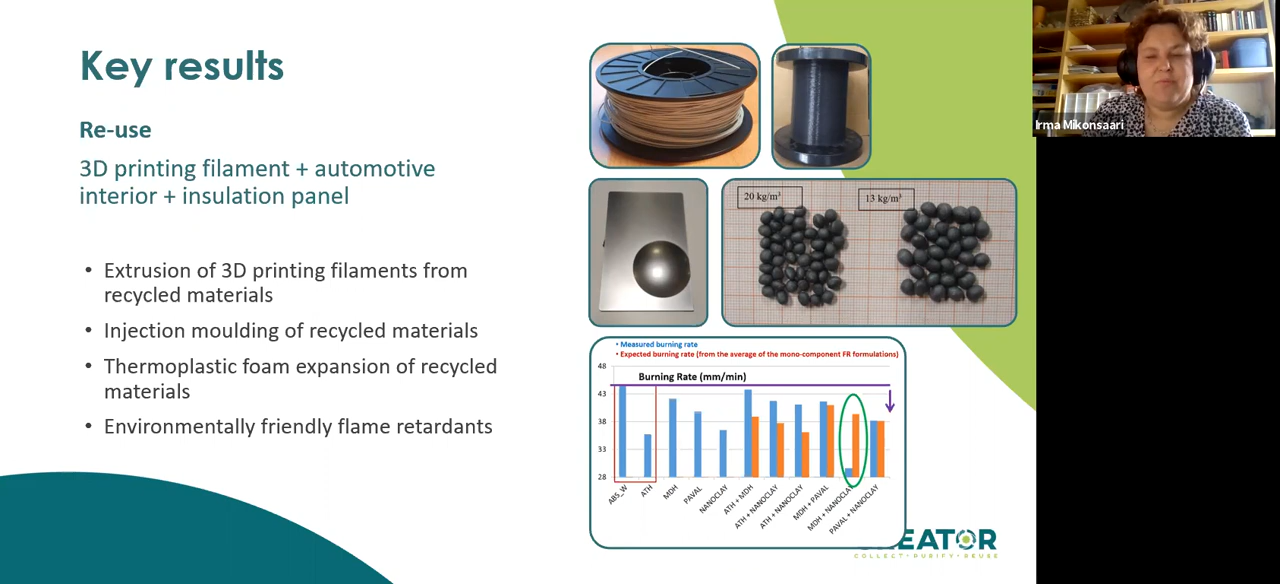 Key results
Re-use
3D printing filament + automotive
interior + insulation panel
• Extrusion of 3D printing filaments from
recycled materials
• Injection moulding of recycled materials
• Thermoplastic foam expansion of recycled
materials
• Environmentally friendly flame retardants
20 kg/m³
13 kg/m³
• Measured burning rate
• Expected burning rate (from the average of the mono-component FR formulations)
Burning Rate (mm/min)
48
43
38
33
28
ABS_W
ATH
MDH
PAVAL
NANOCLAY
ATH + MDH
ATH + NANOCLAY
ATH + NANOCLAY
MDH + PAVAL
MDH + NANOCLAY
PAVAL + NANOCLAY
EATOR
COLLECT • PURIFY • REUSE
Irma Mikonsaari